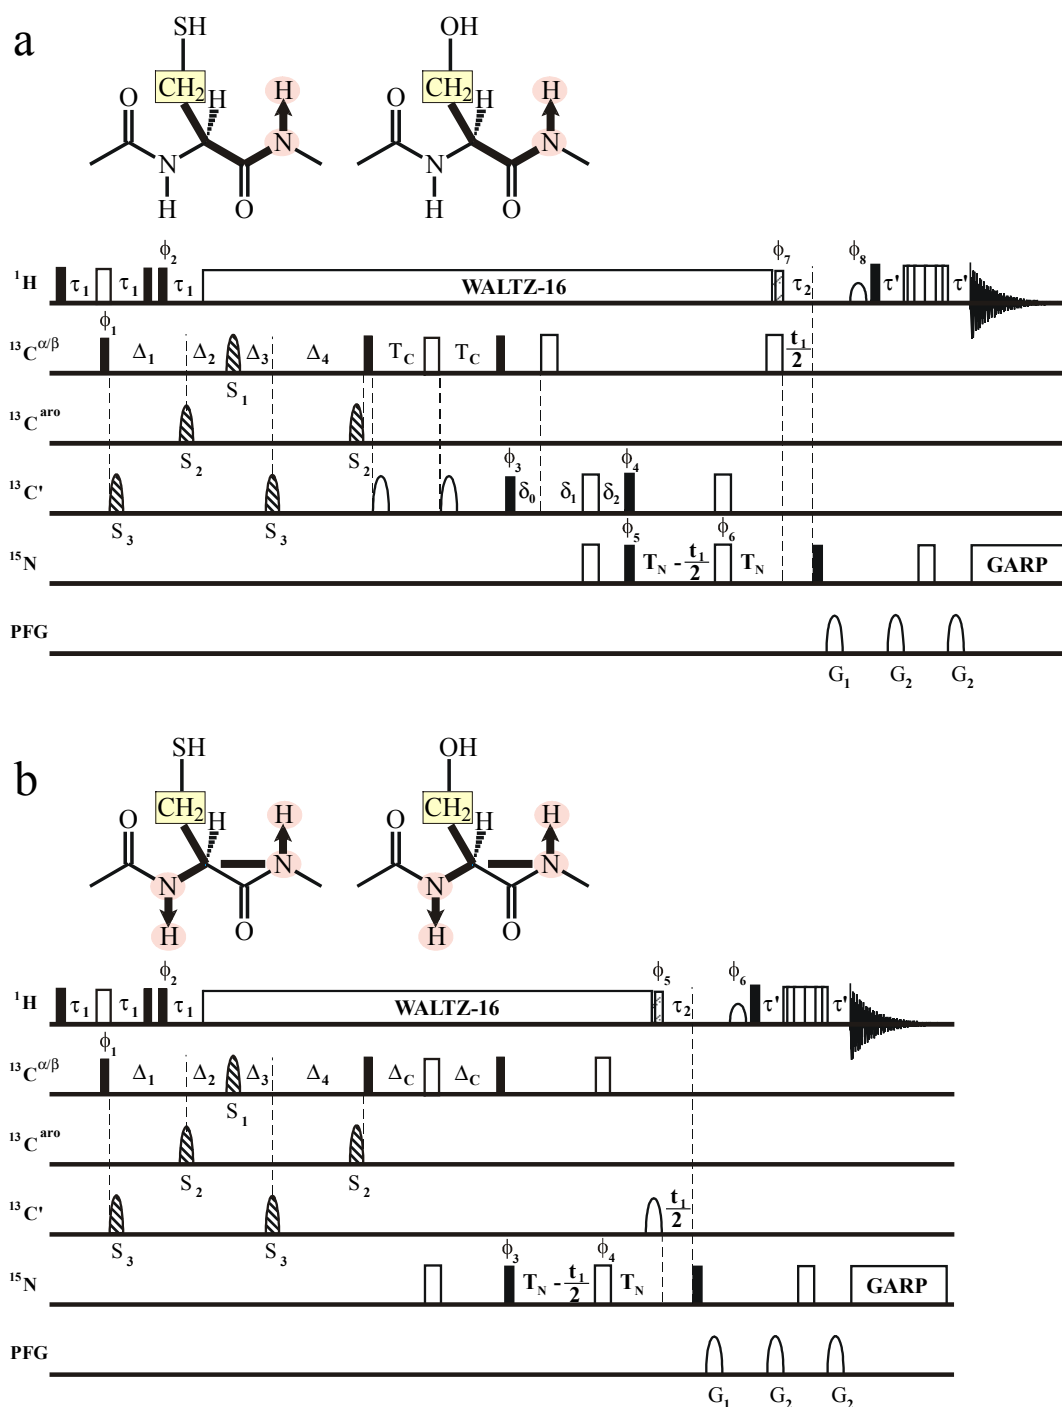 a
SH OH
CH2 H H CH2 H H
O N O N
N N
H O H O
ϕ2 ϕ7 ϕ8
1H τ1 τ1 τ1 WALTZ-16 τ2 τ' τ'
ϕ1
13Cα/β Δ1 Δ2 Δ3 Δ4 TC TC t1/2
S1
13Caro
S2 S2 ϕ3 ϕ4
13C' δ0 δ1 δ2
S3 S3 ϕ5 ϕ6
15N TN - t1/2 TN GARP
PFG
G1 G2 G2
b
SH OH
CH2 H H CH2 H H
O N O N
N N
H O H O
ϕ2 ϕ5 ϕ6
1H τ1 τ1 τ1 WALTZ-16 τ2 τ' τ'
ϕ1
13Cα/β Δ1 Δ2 Δ3 Δ4 ΔC ΔC
S1
13Caro
S2 S2
13C' t1/2
S3 S3 ϕ3 ϕ4
15N TN - t1/2 TN GARP
PFG
G1 G2 G2